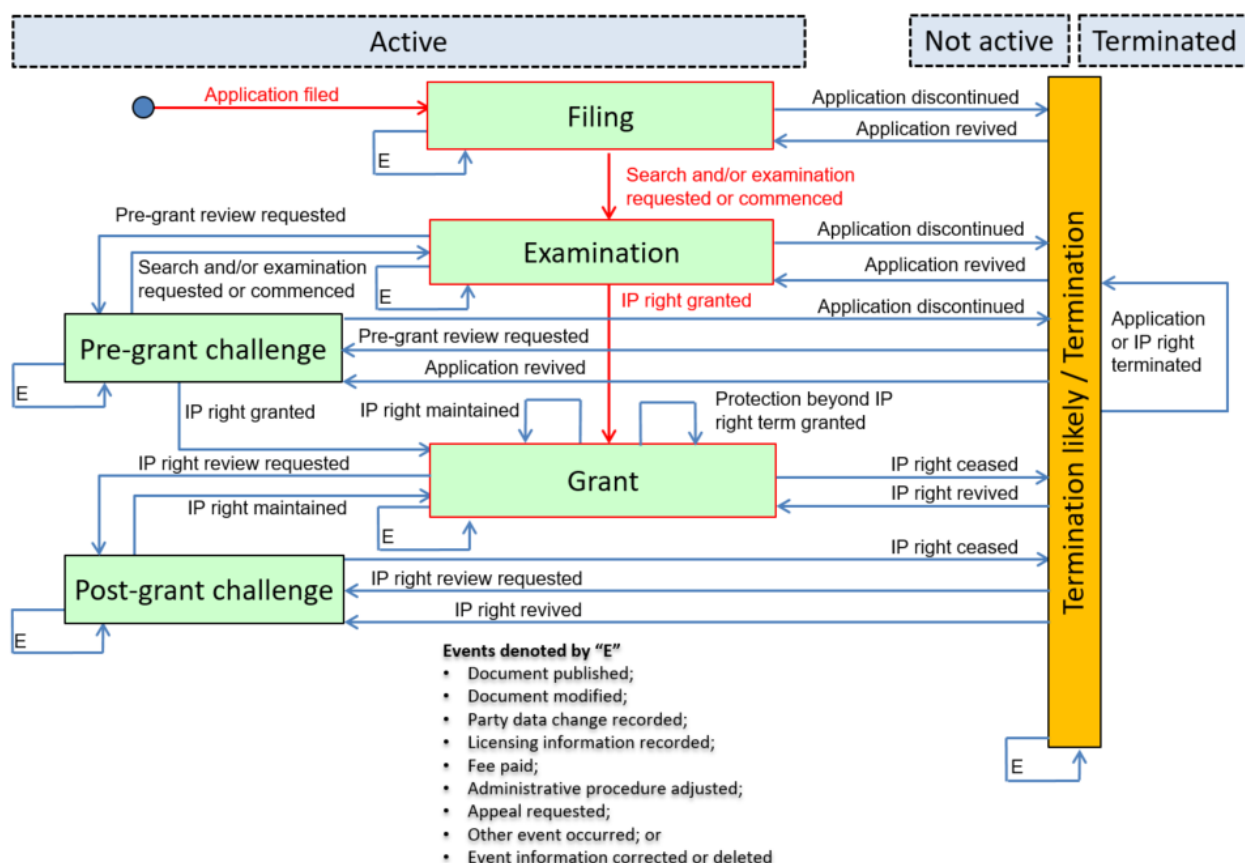 Active
Not active
Terminated
Application filed
Filing
Application discontinued
Application revived
E
Search and/or examination
requested or commenced
Pre-grant review requested
Examination
Application discontinued
Application revived
Search and/or examination
requested or commenced
E
IP right granted
Application discontinued
Pre-grant challenge
Pre-grant review requested
Application revived
E
Application
or IP right
terminated
IP right granted
IP right maintained
Protection beyond IP
right term granted
IP right review requested
Grant
IP right ceased
IP right revived
IP right maintained
E
IP right ceased
Post-grant challenge
IP right review requested
IP right revived
E
Termination likely / Termination
E
Events denoted by “E”
• Document published;
• Document modified;
• Party data change recorded;
• Licensing information recorded;
• Fee paid;
• Administrative procedure adjusted;
• Appeal requested;
• Other event occurred; or
• Event information corrected or deleted